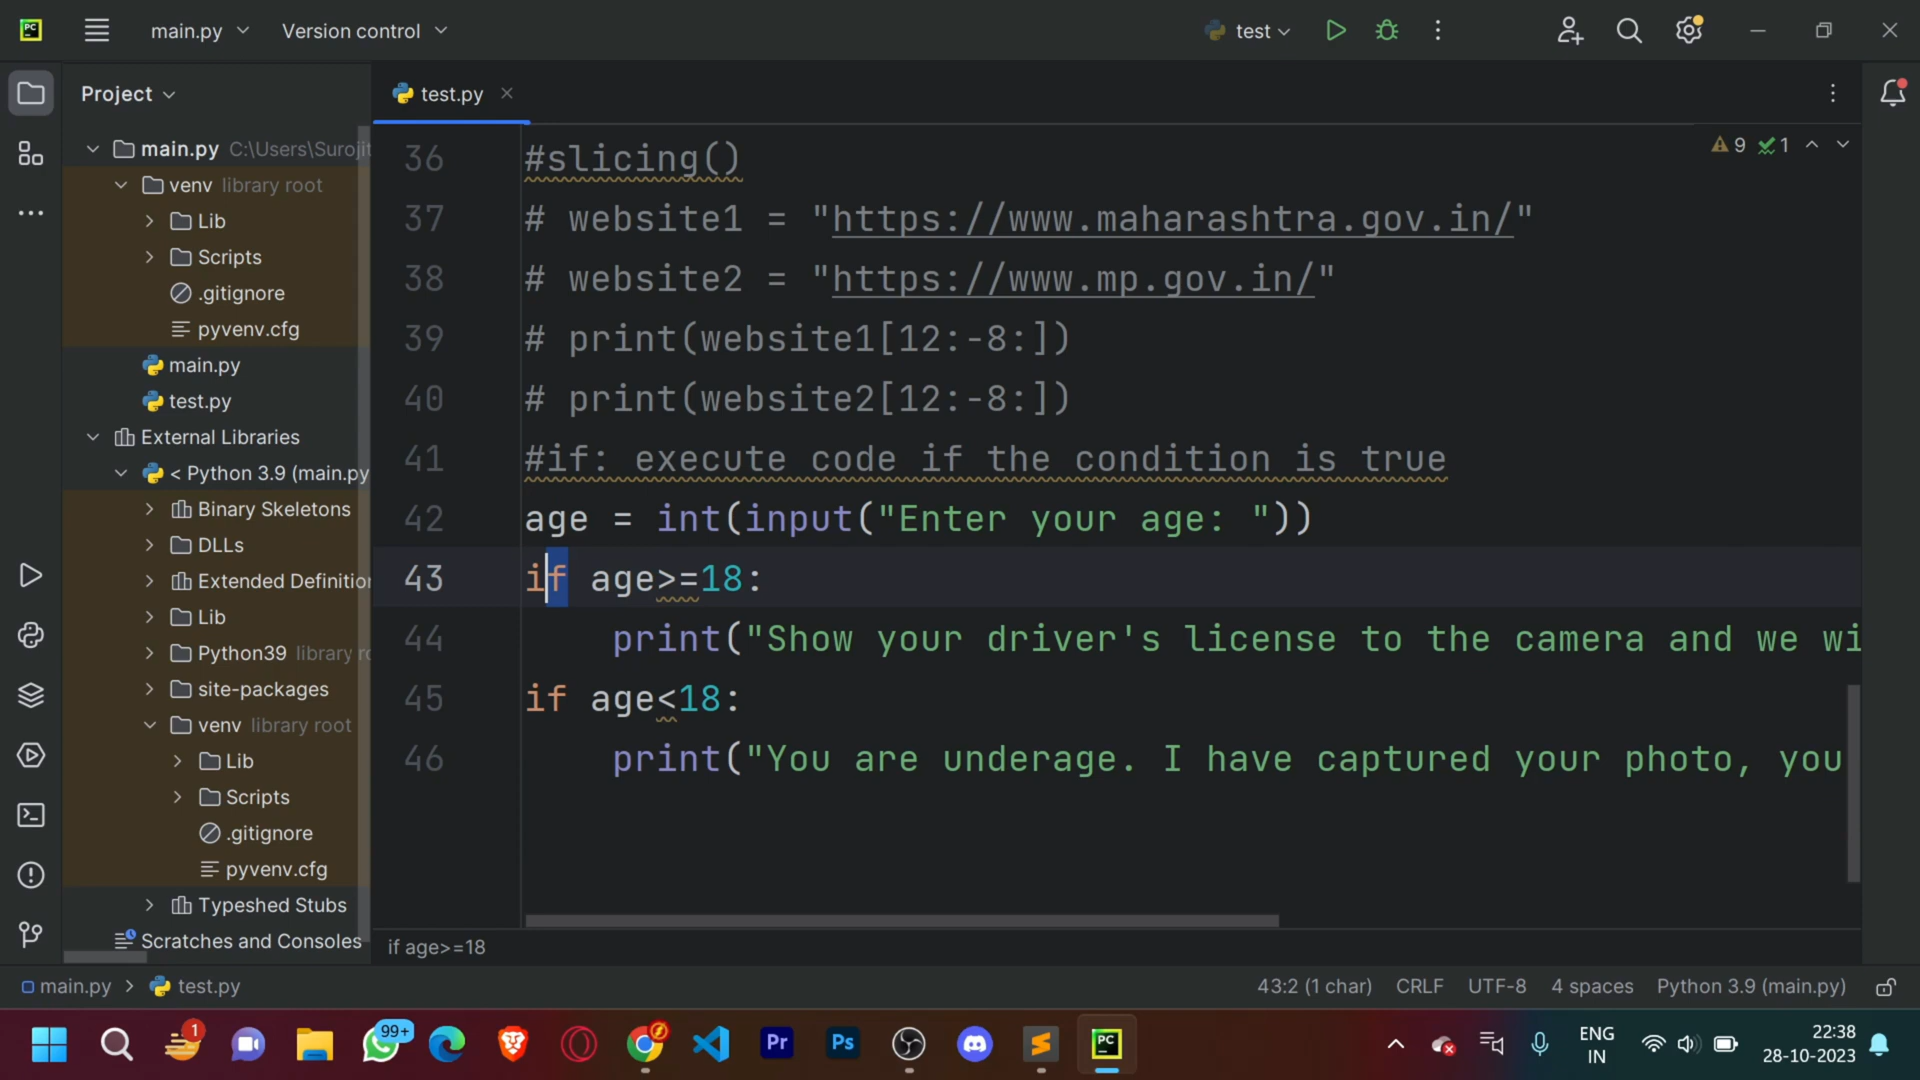 main.py
Version control
test
Project
test.py
main.py C:\Users\Surojit
venv library root
Lib
Scripts
.gitignore
pyvenv.cfg
main.py
test.py
External Libraries
< Python 3.9 (main.py
Binary Skeletons
DLLs
Extended Definition
Lib
Python39 library r
site-packages
venv library root
Lib
Scripts
.gitignore
pyvenv.cfg
Typeshed Stubs
Scratches and Consoles
9 1
36 #slicing()
37 # website1 = "https://www.maharashtra.gov.in/"
38 # website2 = "https://www.mp.gov.in/"
39 # print(website1[12:-8:])
40 # print(website2[12:-8:])
41 #if: execute code if the condition is true
42 age = int(input("Enter your age: "))
43 if age>=18:
44 print("Show your driver's license to the camera and we wi
45 if age<18:
46 print("You are underage. I have captured your photo, you
if age>=18
main.py > test.py
43:2 (1 char) CRLF UTF-8 4 spaces Python 3.9 (main.py)
1
99+
Pr
Ps
PC
ENG
IN
22:38
28-10-2023